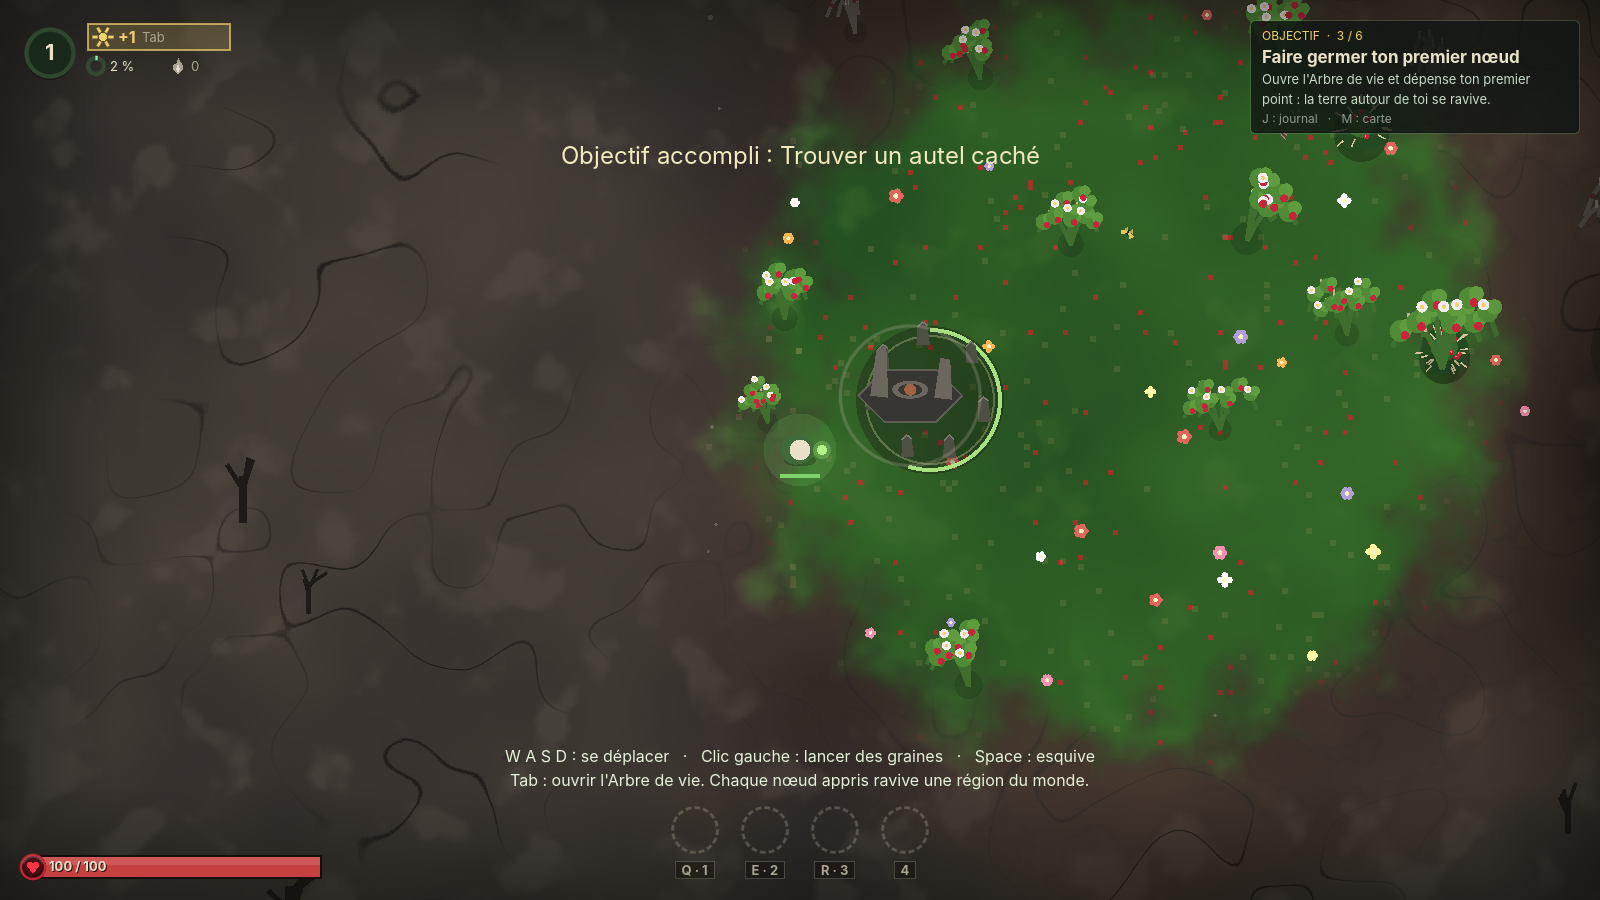 1
+1 Tab
2 % 0
OBJECTIF · 3 / 6
Faire germer ton premier nœud
Ouvre l'Arbre de vie et dépense ton premier
point : la terre autour de toi se ravive.
J : journal · M : carte
Objectif accompli : Trouver un autel caché
W A S D : se déplacer · Clic gauche : lancer des graines · Space : esquive
Tab : ouvrir l'Arbre de vie. Chaque nœud appris ravive une région du monde.
100 / 100
Q · 1 E · 2 R · 3 4